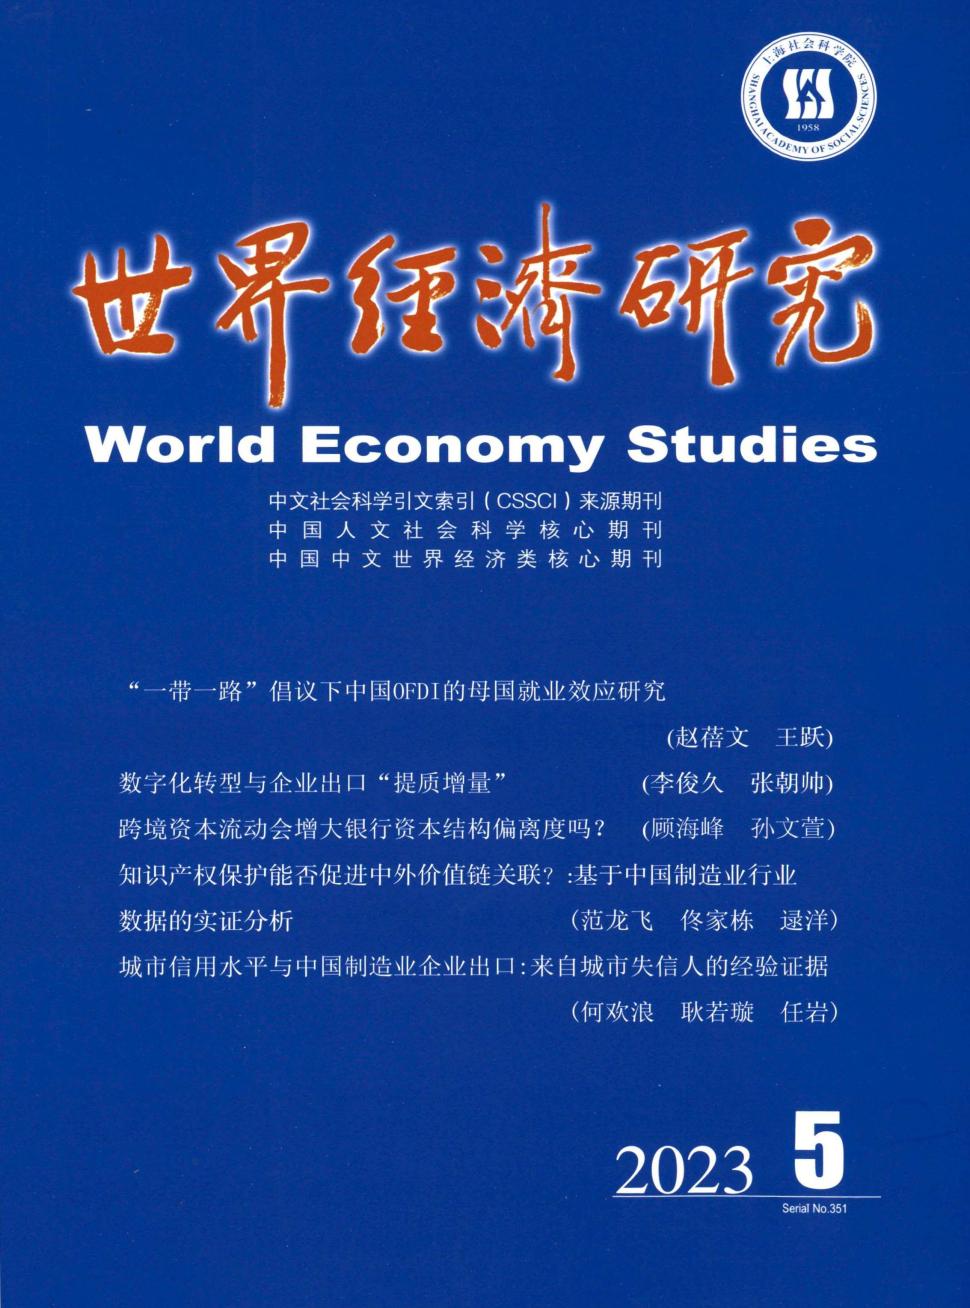 上海社会科学院
SHANGHAI ACADEMY OF SOCIAL SCIENCES
1958
世界經濟研究
World Economy Studies
中文社会科学引文索引（CSSCI）来源期刊
中国人文社会科学核心期刊
中国中文世界经济类核心期刊
“一带一路”倡议下中国OFDI的母国就业效应研究
(赵蓓文 王跃)
数字化转型与企业出口“提质增量” (李俊久 张朝帅)
跨境资本流动会增大银行资本结构偏离度吗？ (顾海峰 孙文萱)
知识产权保护能否促进中外价值链关联？:基于中国制造业行业
数据的实证分析 (范龙飞 佟家栋 逯洋)
城市信用水平与中国制造业企业出口:来自城市失信人的经验证据
(何欢浪 耿若璇 任岩)
2023 5
Serial No.351